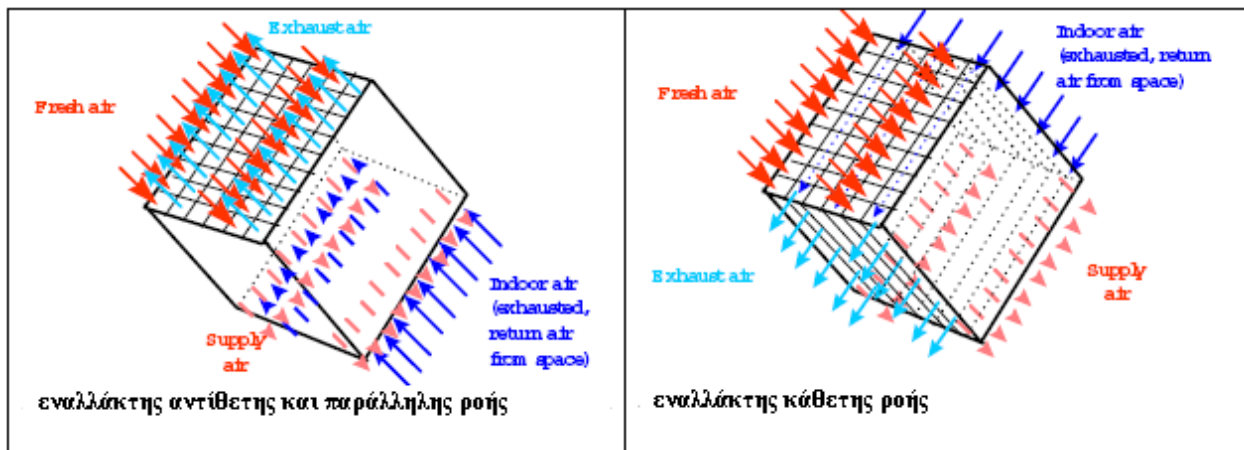 Exhaust air
Fresh air
Indoor air
(exhausted,
return air
from space)
Supply
air
εναλλάκτης αντίθετης και παράλληλης ροής
Indoor air
(exhausted, return
air from space)
Fresh air
Exhaust air
Supply
air
εναλλάκτης κάθετης ροής